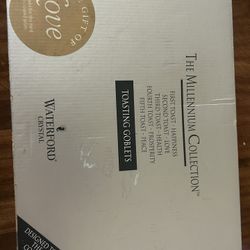 THE MILLENNIUM COLLECTION™
FIRST TOAST - HAPPINESS
SECOND TOAST - LOVE
THIRD TOAST - HEALTH
FOURTH TOAST - PROSPERITY
FIFTH TOAST - PEACE
TOASTING GOBLETS
WATERFORD
CRYSTAL
GIFT OF
Love
DESIGNED